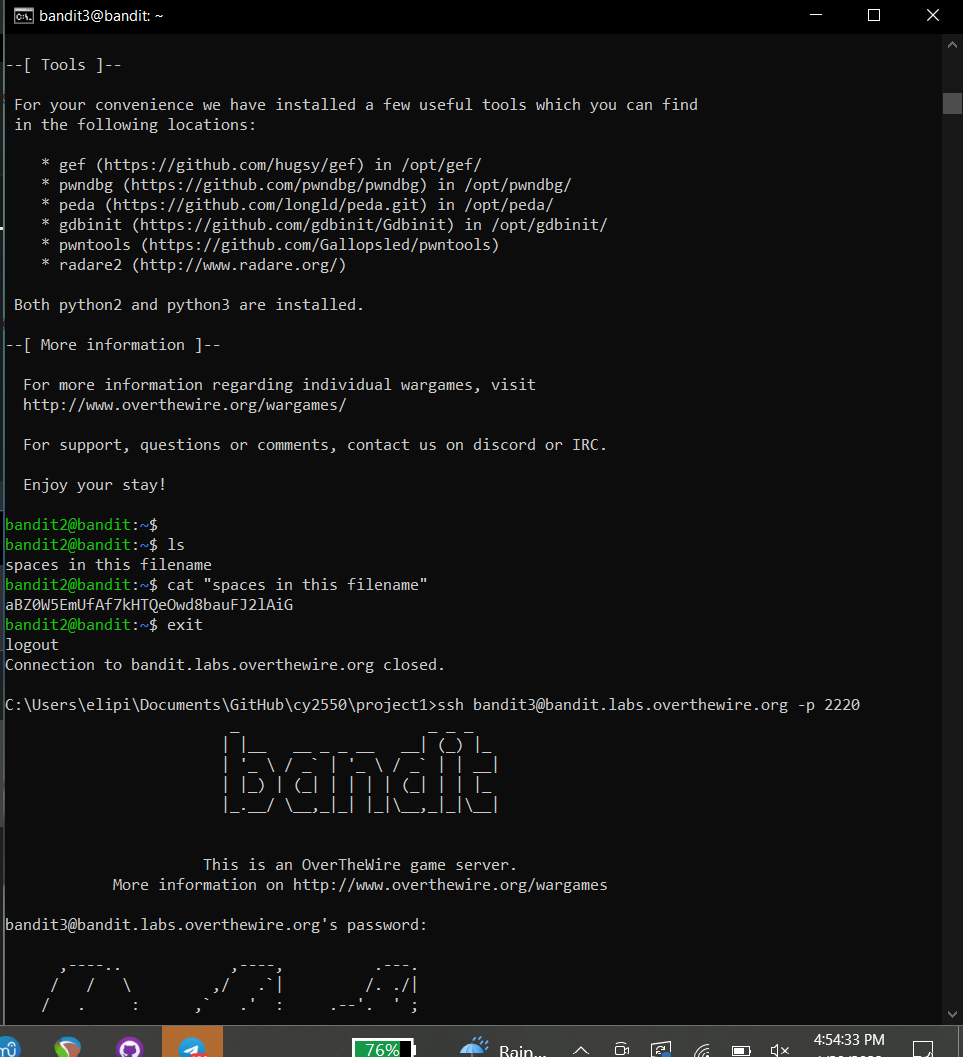 bandit3@bandit: ~
--[ Tools ]--
For your convenience we have installed a few useful tools which you can find
in the following locations:
* gef (https://github.com/hugsy/gef) in /opt/gef/
* pwndbg (https://github.com/pwndbg/pwndbg) in /opt/pwndbg/
* peda (https://github.com/longld/peda.git) in /opt/peda/
* gdbinit (https://github.com/gdbinit/Gdbinit) in /opt/gdbinit/
* pwntools (https://github.com/Gallopsled/pwntools)
* radare2 (http://www.radare.org/)
Both python2 and python3 are installed.
--[ More information ]--
For more information regarding individual wargames, visit
http://www.overthewire.org/wargames/
For support, questions or comments, contact us on discord or IRC.
Enjoy your stay!
bandit2@bandit:~$
bandit2@bandit:~$ ls
spaces in this filename
bandit2@bandit:~$ cat "spaces in this filename"
aBZ0W5EmUfAf7kHTQeOwd8bauFJ2lAiG
bandit2@bandit:~$ exit
logout
Connection to bandit.labs.overthewire.org closed.
C:\Users\elipi\Documents\GitHub\cy2550\project1>ssh bandit3@bandit.labs.overthewire.org -p 2220
bandit
This is an OverTheWire game server.
More information on http://www.overthewire.org/wargames
bandit3@bandit.labs.overthewire.org's password:
76%
Rain...
4:54:33 PM